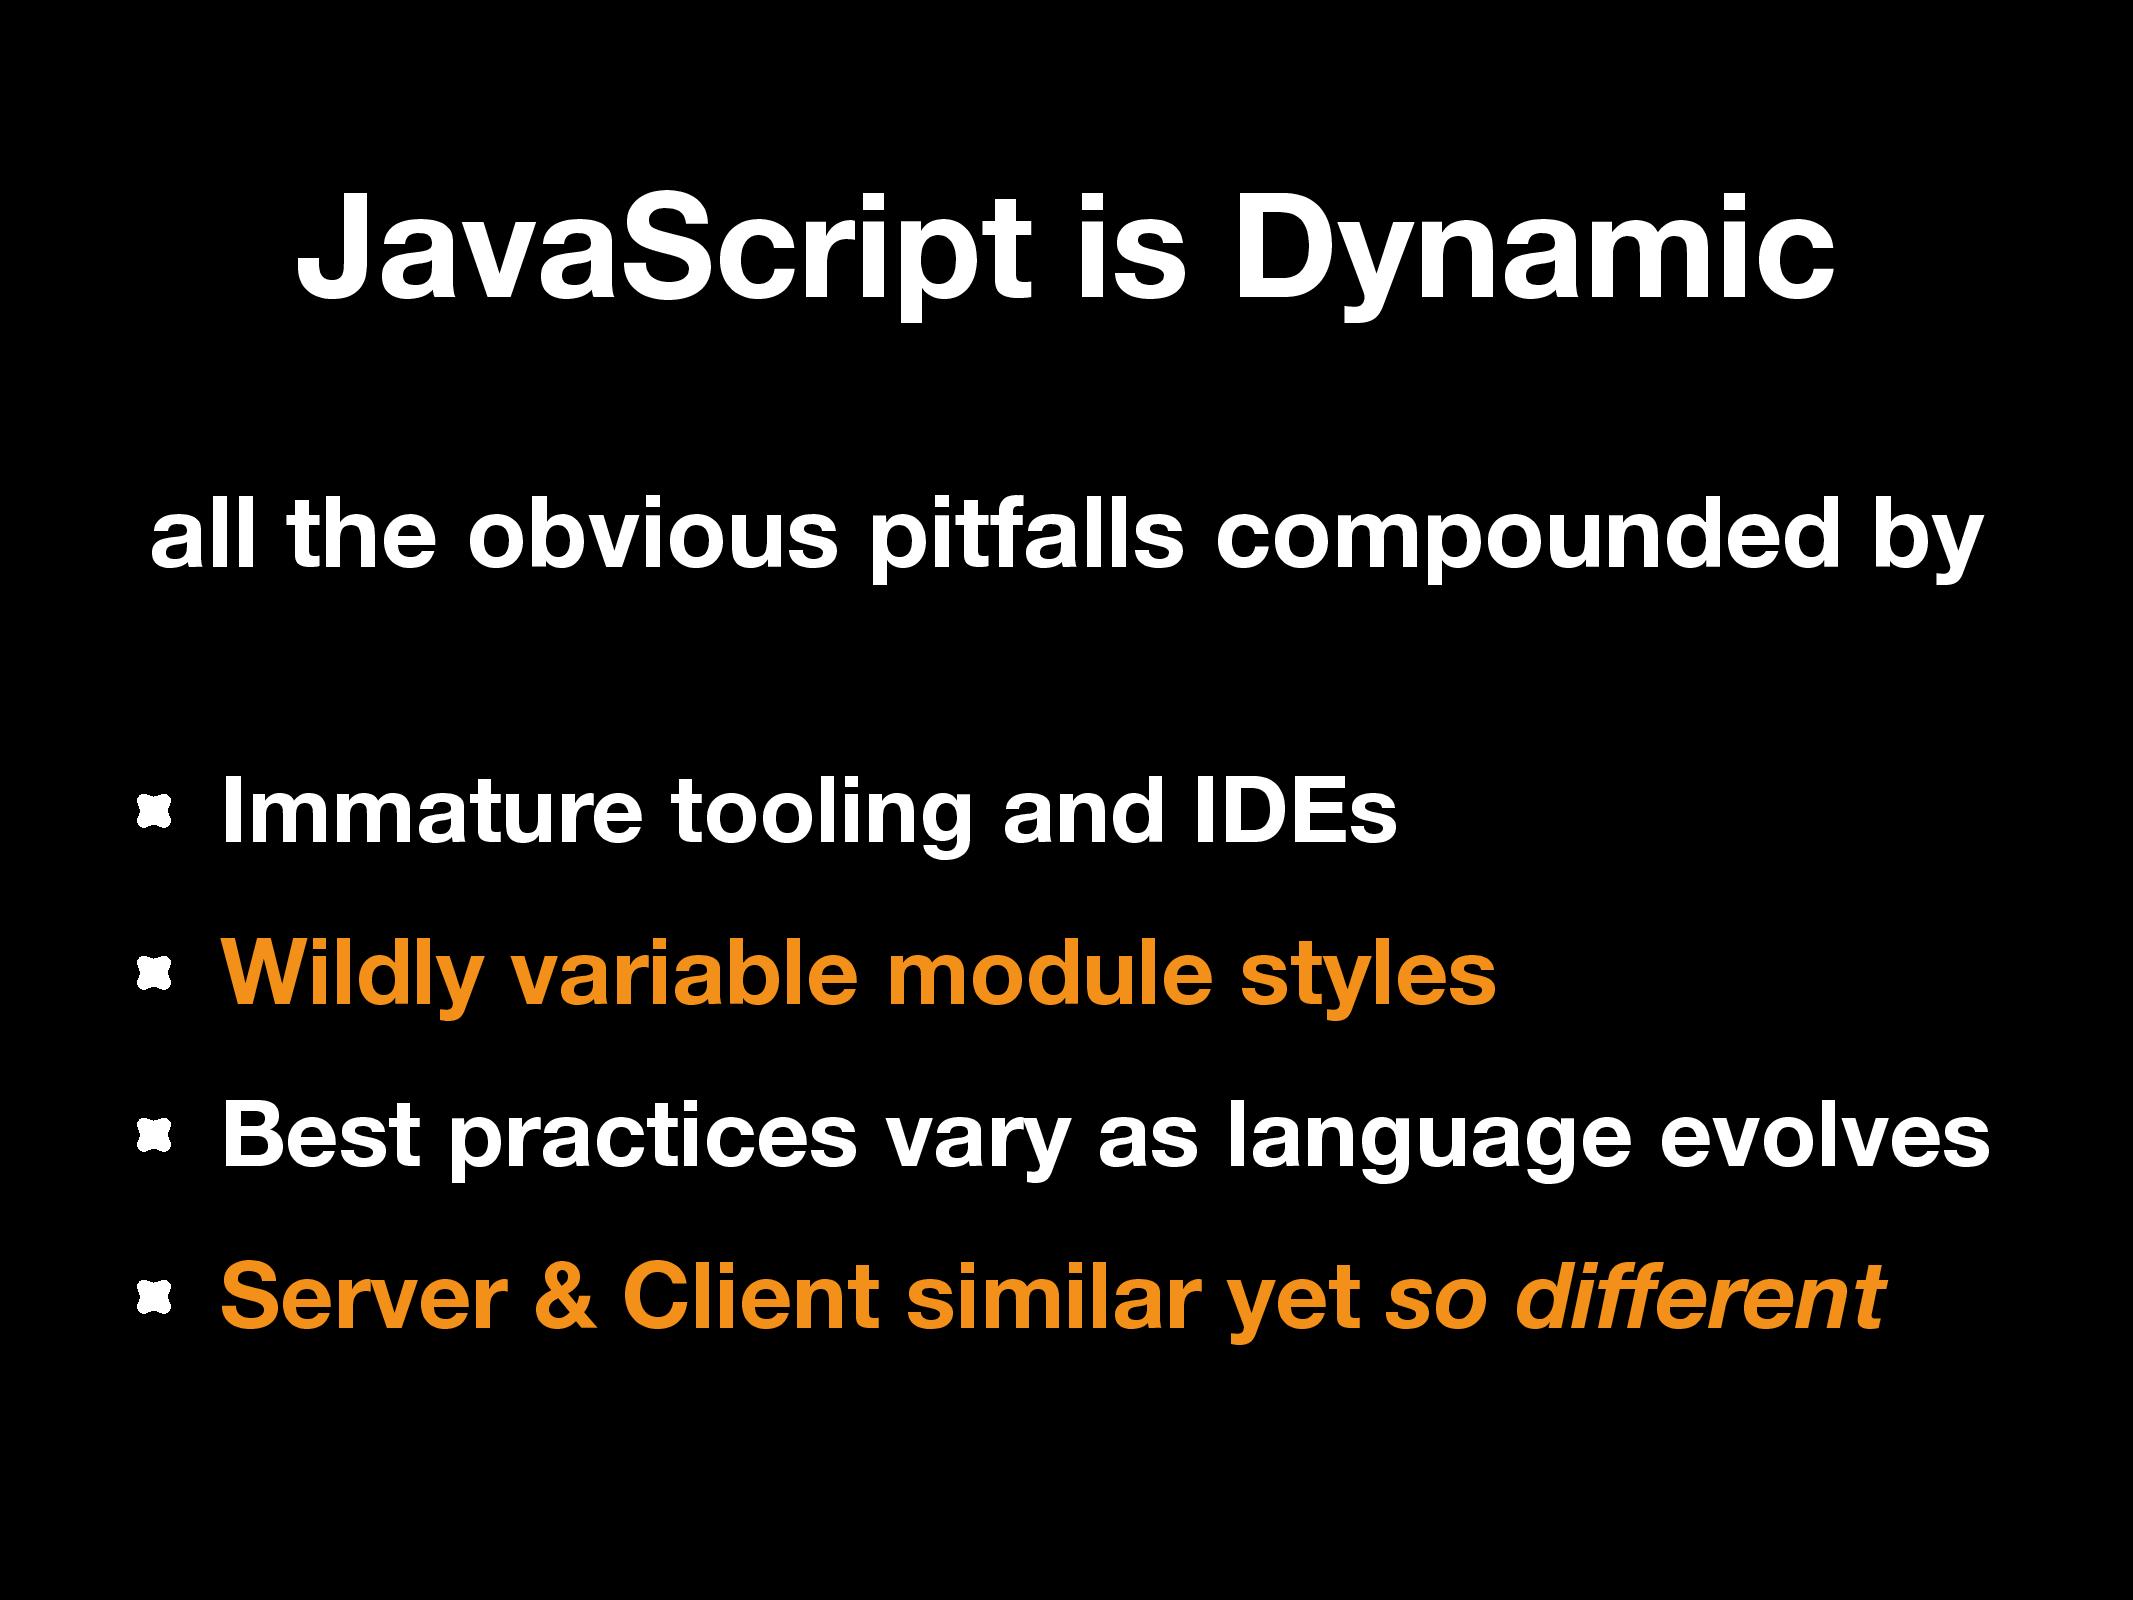 JavaScript is Dynamic
all the obvious pitfalls compounded by
Immature tooling and IDEs
Wildly variable module styles
Best practices vary as language evolves
Server & Client similar yet so different